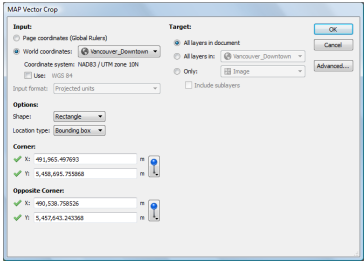 MAP Vector Crop
Input:
Page coordinates (Global Rulers)
World coordinates: Vancouver_Downtown
Coordinate system: NAD83 / UTM zone 10N
Use: WGS 84
Input format: Projected units
Options:
Shape: Rectangle
Location type: Bounding box
Corner:
X: 491,965.497693 m
Y: 5,458,695.755868 m
Opposite Corner:
X: 490,538.758526 m
Y: 5,457,643.243368 m
Target:
All layers in document
All layers in: Vancouver_Downtown
Only: Image
Include sublayers
OK
Cancel
Advanced...